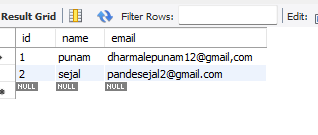 Result Grid Filter Rows: Edit:
id name email
1 punam dharmalepunam12@gmail,com
2 sejal pandesejal2@gmail.com
NULL NULL NULL